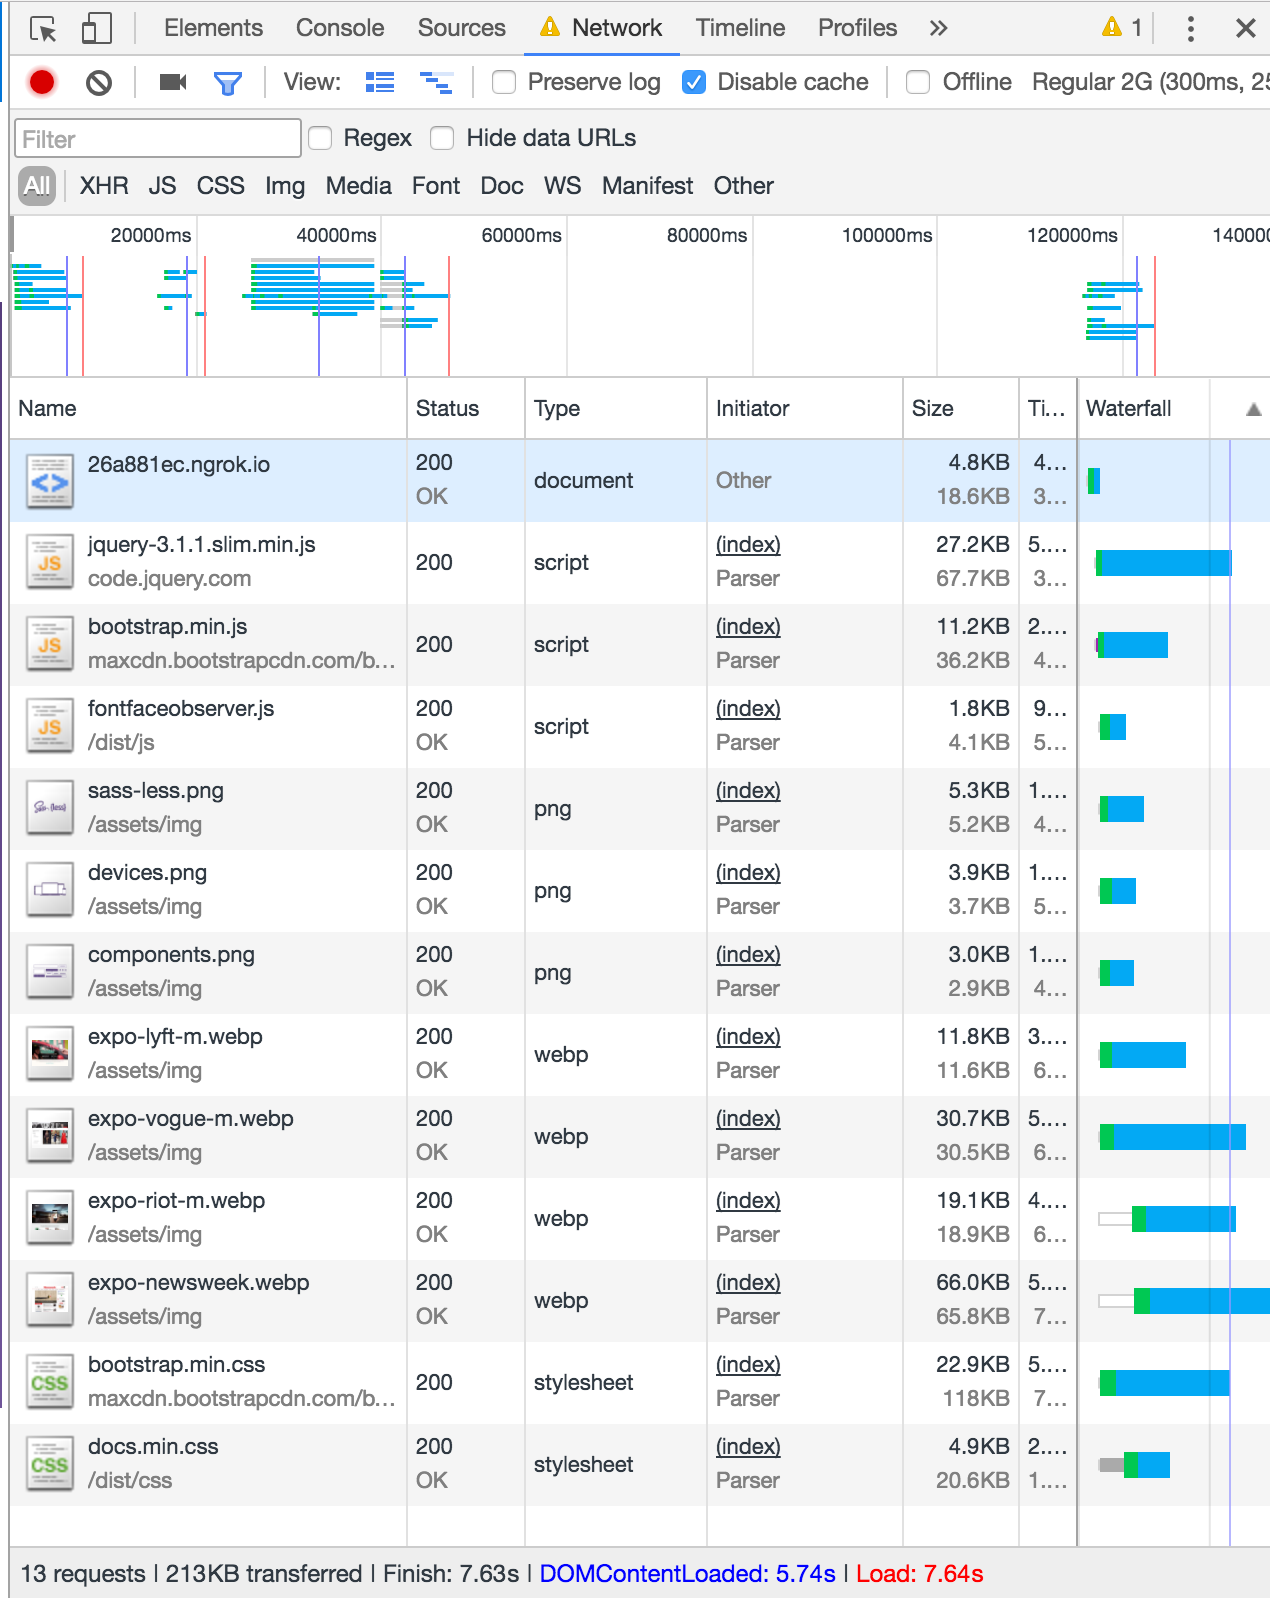 Elements Console Sources Network Timeline Profiles » 1
View: Preserve log Disable cache Offline Regular 2G (300ms, 25
Filter Regex Hide data URLs
All XHR JS CSS Img Media Font Doc WS Manifest Other
20000ms 40000ms 60000ms 80000ms 100000ms 120000ms 14000
Name Status Type Initiator Size Ti... Waterfall
26a881ec.ngrok.io 200 OK document Other 4.8KB 18.6KB 4... 3...
jquery-3.1.1.slim.min.js code.jquery.com 200 script (index) Parser 27.2KB 67.7KB 5.... 3...
bootstrap.min.js maxcdn.bootstrapcdn.com/b... 200 script (index) Parser 11.2KB 36.2KB 2.... 4...
fontfaceobserver.js /dist/js 200 OK script (index) Parser 1.8KB 4.1KB 9... 5...
sass-less.png /assets/img 200 OK png (index) Parser 5.3KB 5.2KB 1.... 4...
devices.png /assets/img 200 OK png (index) Parser 3.9KB 3.7KB 1.... 5...
components.png /assets/img 200 OK png (index) Parser 3.0KB 2.9KB 1.... 4...
expo-lyft-m.webp /assets/img 200 OK webp (index) Parser 11.8KB 11.6KB 3.... 6...
expo-vogue-m.webp /assets/img 200 OK webp (index) Parser 30.7KB 30.5KB 5.... 6...
expo-riot-m.webp /assets/img 200 OK webp (index) Parser 19.1KB 18.9KB 4.... 6...
expo-newsweek.webp /assets/img 200 OK webp (index) Parser 66.0KB 65.8KB 5.... 7...
bootstrap.min.css maxcdn.bootstrapcdn.com/b... 200 stylesheet (index) Parser 22.9KB 118KB 5.... 7...
docs.min.css /dist/css 200 OK stylesheet (index) Parser 4.9KB 20.6KB 2.... 1....
13 requests | 213KB transferred | Finish: 7.63s | DOMContentLoaded: 5.74s | Load: 7.64s